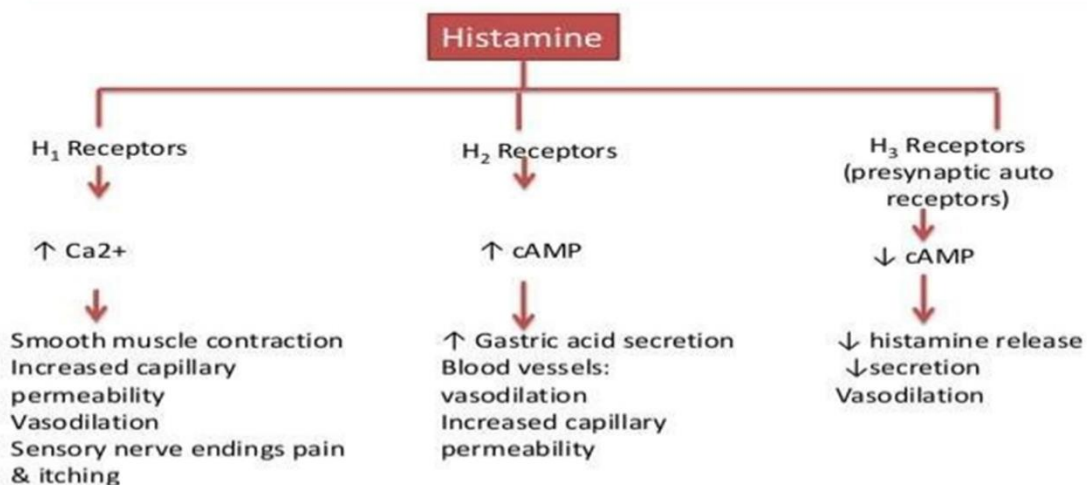 Histamine
H₁ Receptors
↑ Ca2+
Smooth muscle contraction
Increased capillary
permeability
Vasodilation
Sensory nerve endings pain
& itching
H₂ Receptors
↑ cAMP
↑ Gastric acid secretion
Blood vessels:
vasodilation
Increased capillary
permeability
H₃ Receptors
(presynaptic auto
receptors)
↓ cAMP
↓ histamine release
↓secretion
Vasodilation